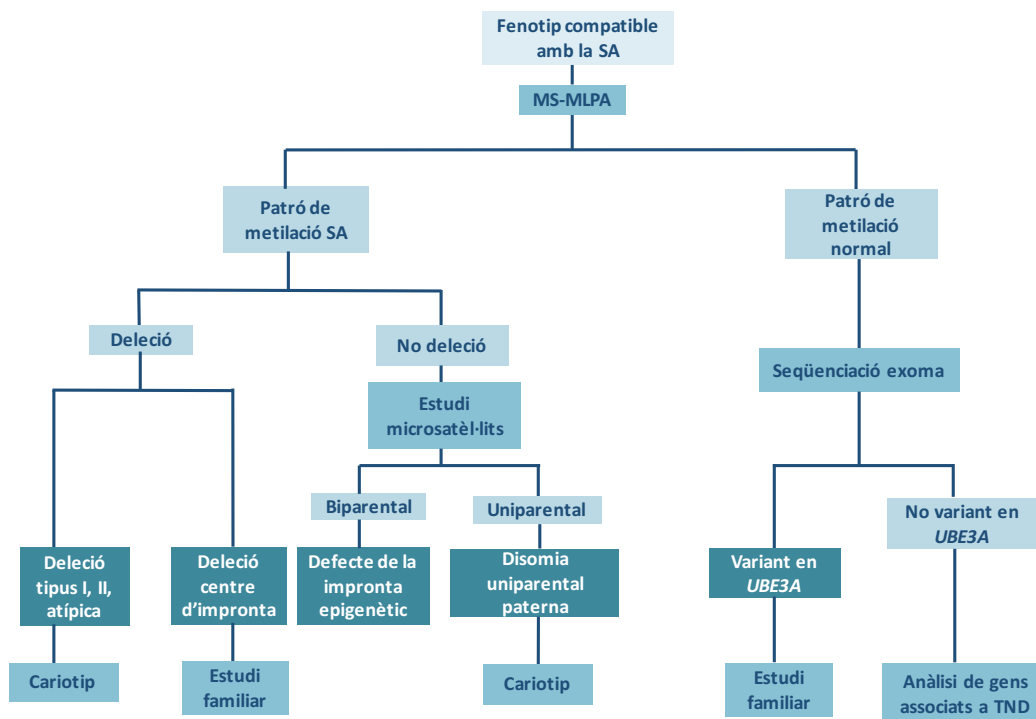 Fenotip compatible
amb la SA
MS-MLPA
Patró de
metilació SA
Patró de
metilació
normal
Deleció
No deleció
Seqüenciació exoma
Estudi
microsatèl·lits
Biparental
Uniparental
No variant en
UBE3A
Deleció
tipus I, II,
atípica
Deleció
centre
d’impronta
Defecte de la
impronta
epigenètic
Disomia
uniparental
paterna
Variant en
UBE3A
Cariotip
Estudi
familiar
Cariotip
Estudi
familiar
Anàlisi de gens
associats a TND